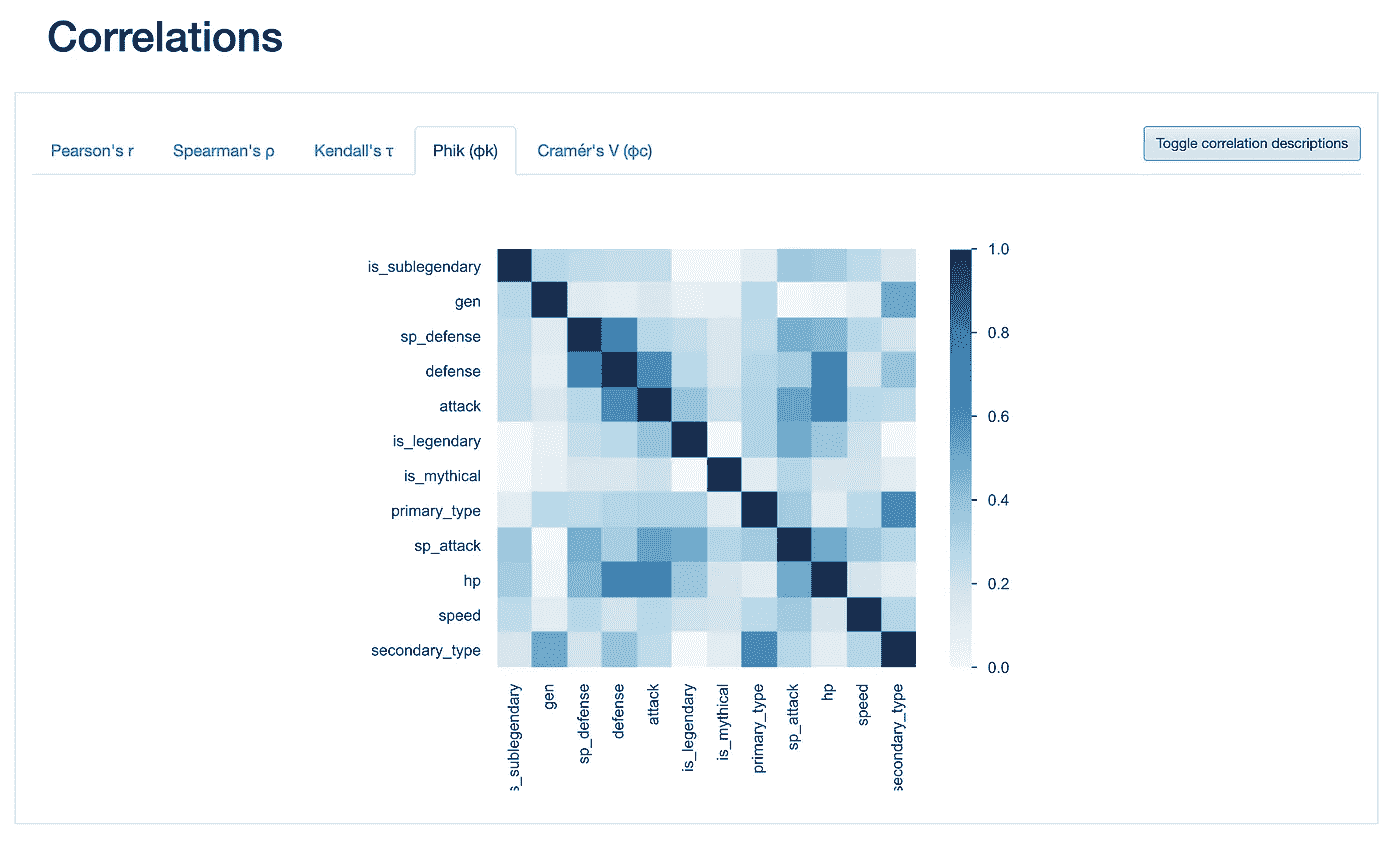 Correlations
Pearson's r Spearman's ρ Kendall's τ Phik (φk) Cramér's V (φc) Toggle correlation descriptions
1.0
is_sublegendary
gen
sp_defense
0.8
defense
attack
0.6
is_legendary
is_mythical
0.4
primary_type
sp_attack
hp
0.2
speed
secondary_type
0.0
s_sublegendary
gen
sp_defense
defense
attack
is_legendary
is_mythical
primary_type
sp_attack
hp
speed
secondary_type